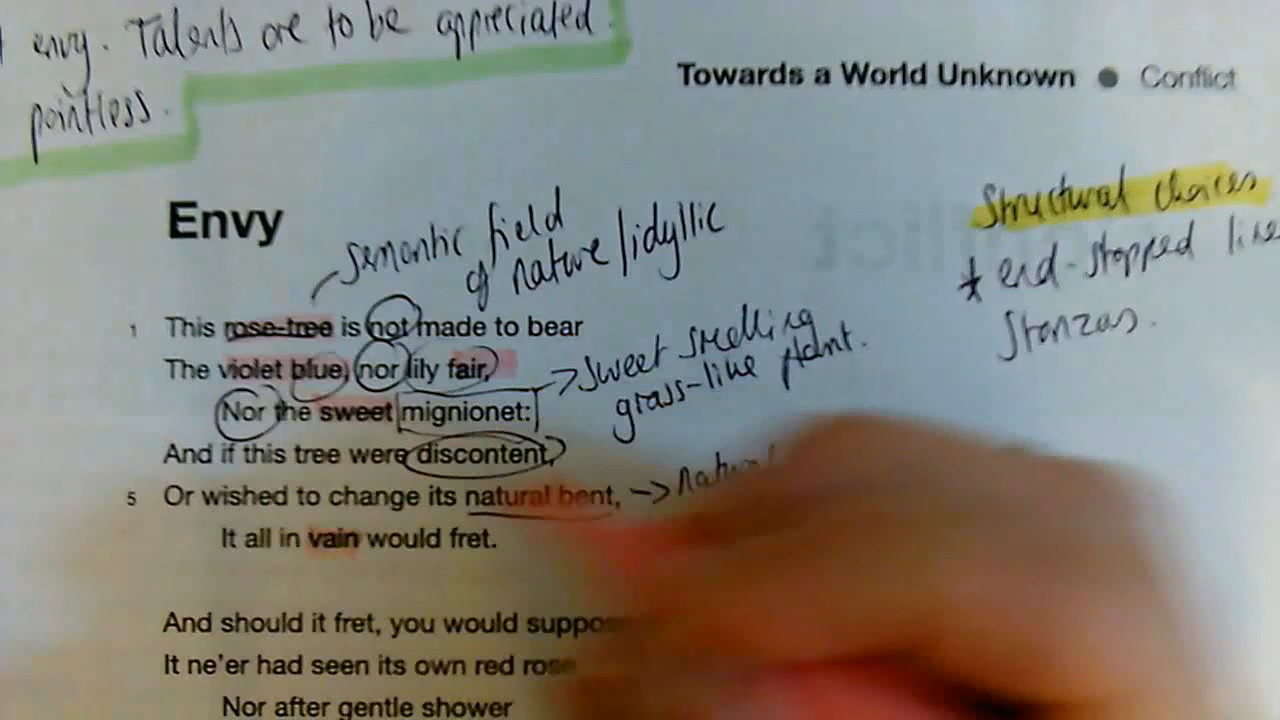 envy. Talents are to be appreciated.
pointless.
Towards a World Unknown ● Conflict
Structural choices
* end-stopped line
Stanzas.
Envy
semantic field
of nature/idyllic
1 This rose-tree is not made to bear
The violet blue, nor lily fair,
Nor the sweet mignionet:
And if this tree were discontent,
5 Or wished to change its natural bent,
It all in vain would fret.
->sweet smelling
grass-like plant.
->natural
And should it fret, you would suppose
It ne'er had seen its own red rose
Nor after gentle shower